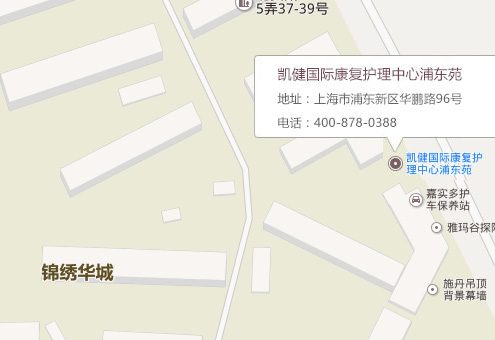 5弄37-39号
凯健国际康复护理中心浦东苑
地址：上海市浦东新区华鹏路96号
电话：400-878-0388
凯健国际康复护
理中心浦东苑
嘉实多护
车保养站
雅玛谷探险
锦绣华城
施丹吊顶
背景幕墙